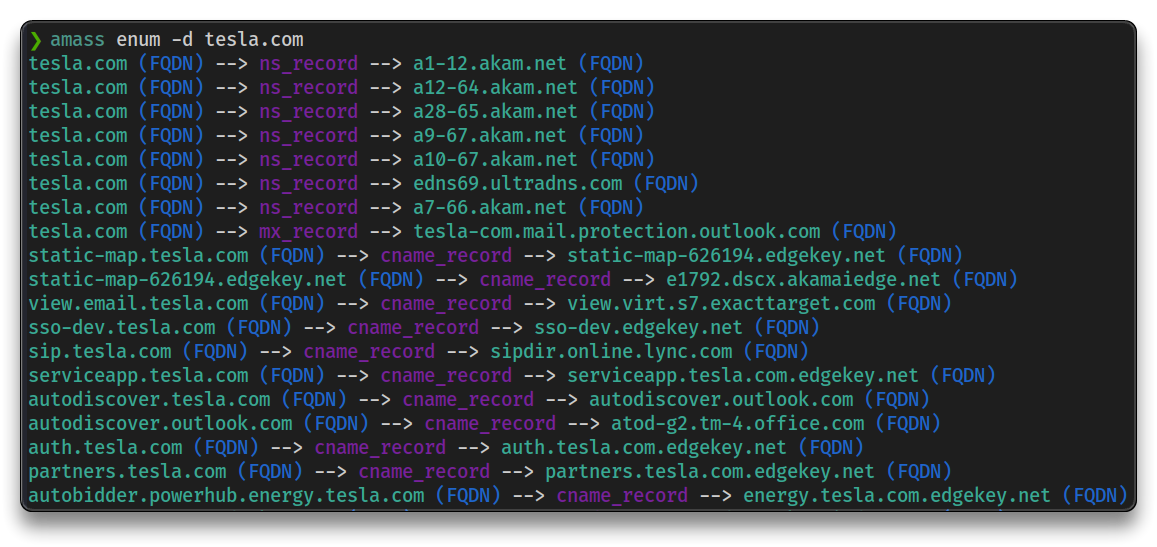 ❯ amass enum -d tesla.com
tesla.com (FQDN) --> ns_record --> a1-12.akam.net (FQDN)
tesla.com (FQDN) --> ns_record --> a12-64.akam.net (FQDN)
tesla.com (FQDN) --> ns_record --> a28-65.akam.net (FQDN)
tesla.com (FQDN) --> ns_record --> a9-67.akam.net (FQDN)
tesla.com (FQDN) --> ns_record --> a10-67.akam.net (FQDN)
tesla.com (FQDN) --> ns_record --> edns69.ultradns.com (FQDN)
tesla.com (FQDN) --> ns_record --> a7-66.akam.net (FQDN)
tesla.com (FQDN) --> mx_record --> tesla-com.mail.protection.outlook.com (FQDN)
static-map.tesla.com (FQDN) --> cname_record --> static-map-626194.edgekey.net (FQDN)
static-map-626194.edgekey.net (FQDN) --> cname_record --> e1792.dscx.akamaiedge.net (FQDN)
view.email.tesla.com (FQDN) --> cname_record --> view.virt.s7.exacttarget.com (FQDN)
sso-dev.tesla.com (FQDN) --> cname_record --> sso-dev.edgekey.net (FQDN)
sip.tesla.com (FQDN) --> cname_record --> sipdir.online.lync.com (FQDN)
serviceapp.tesla.com (FQDN) --> cname_record --> serviceapp.tesla.com.edgekey.net (FQDN)
autodiscover.tesla.com (FQDN) --> cname_record --> autodiscover.outlook.com (FQDN)
autodiscover.outlook.com (FQDN) --> cname_record --> atod-g2.tm-4.office.com (FQDN)
auth.tesla.com (FQDN) --> cname_record --> auth.tesla.com.edgekey.net (FQDN)
partners.tesla.com (FQDN) --> cname_record --> partners.tesla.com.edgekey.net (FQDN)
autobidder.powerhub.energy.tesla.com (FQDN) --> cname_record --> energy.tesla.com.edgekey.net (FQDN)